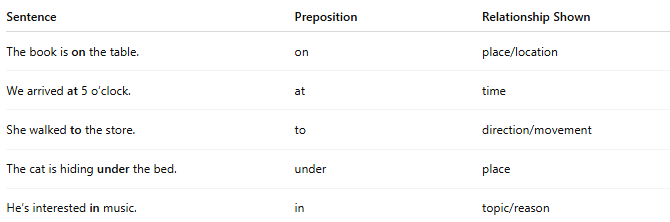 Sentence Preposition Relationship Shown
The book is on the table. on place/location
We arrived at 5 o’clock. at time
She walked to the store. to direction/movement
The cat is hiding under the bed. under place
He’s interested in music. in topic/reason